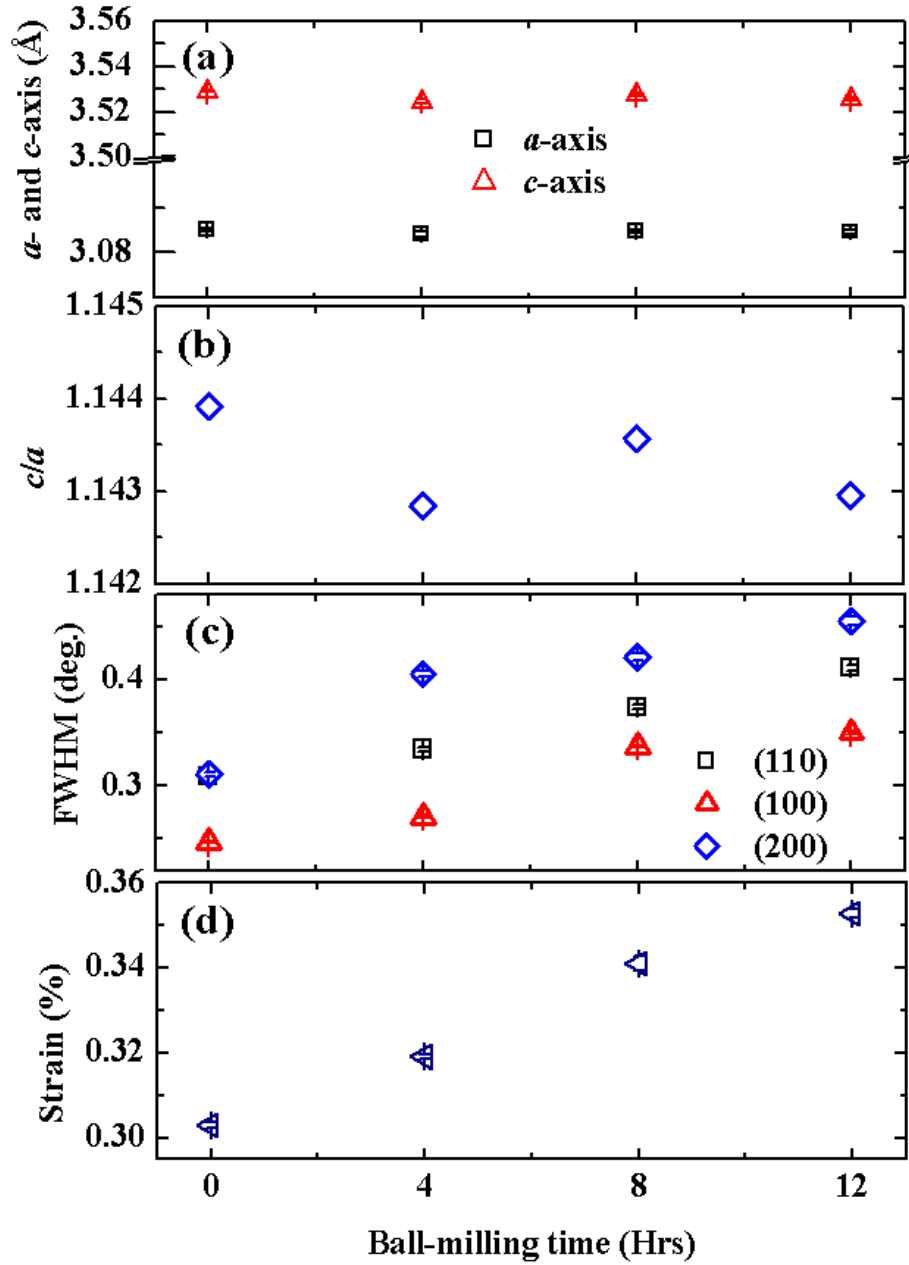 3.56
(a)
3.54
3.52
3.50
3.08
a- and c-axis (Å)
a-axis
c-axis
1.145
(b)
1.144
1.143
1.142
c/a
(c)
0.4
0.3
FWHM (deg.)
(110)
(100)
(200)
0.36
(d)
0.34
0.32
0.30
Strain (%)
0 4 8 12
Ball-milling time (Hrs)